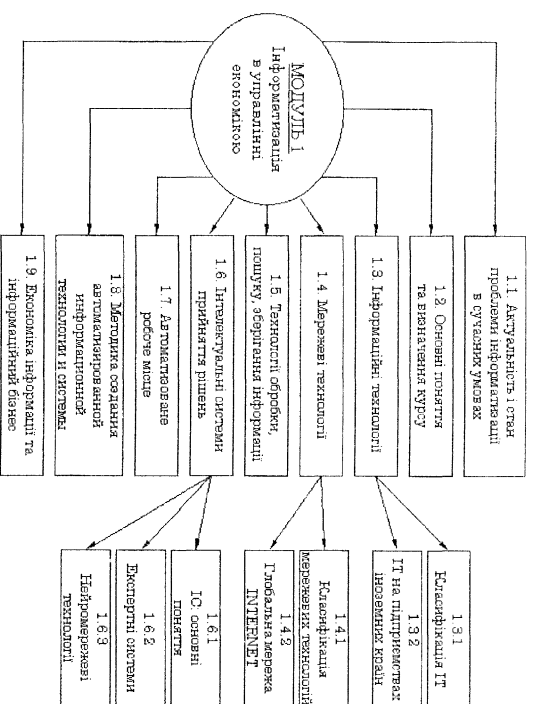 МОДУЛЬ 1
Інформатизація
в управлінні
економікою
1.1. Актуальність і стан
проблеми інформатизації
в сучасних умовах
1.2. Основні поняття
та визначення курсу
1.3. Інформаційні технології
1.4. Мережеві технології
1.5. Технології обробки,
пошуку, зберігання інформації
1.6. Інтелектуальні системи
прийняття рішень
1.7. Автоматизоване
робоче місце
1.8. Методика создания
автоматизированной
информационной
технологии и системы
1.9. Економіка інформації та
інформаційний бізнес
1.3.1
Класифікація ІТ
1.3.2
ІТ на підприємствах
іноземних країн
1.4.1
Класифікація
мережевих технологій
1.4.2
Глобальна мережа
INTERNET
1.6.1
ІС: основні
поняття
1.6.2
Експертні системи
1.6.3
Нейромережеві
технології